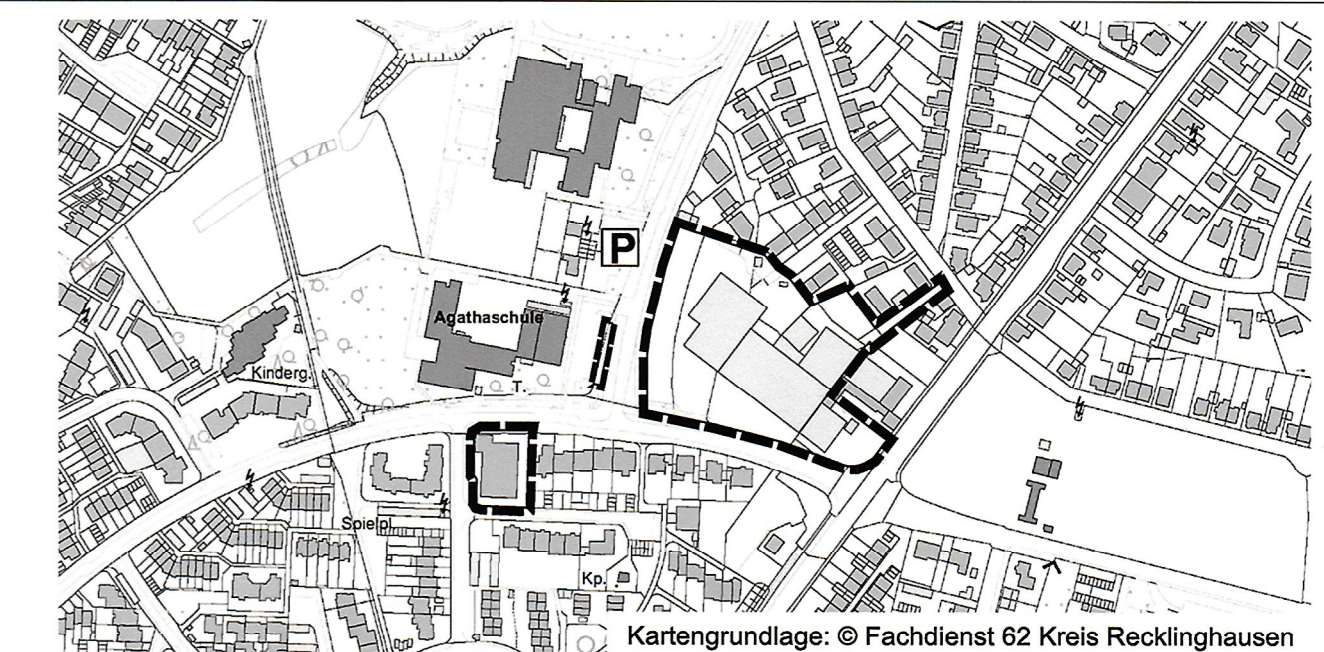 P
Agathaschule
Kinderg.
T.
Spielpl.
Kp.
Kartengrundlage: © Fachdienst 62 Kreis Recklinghausen